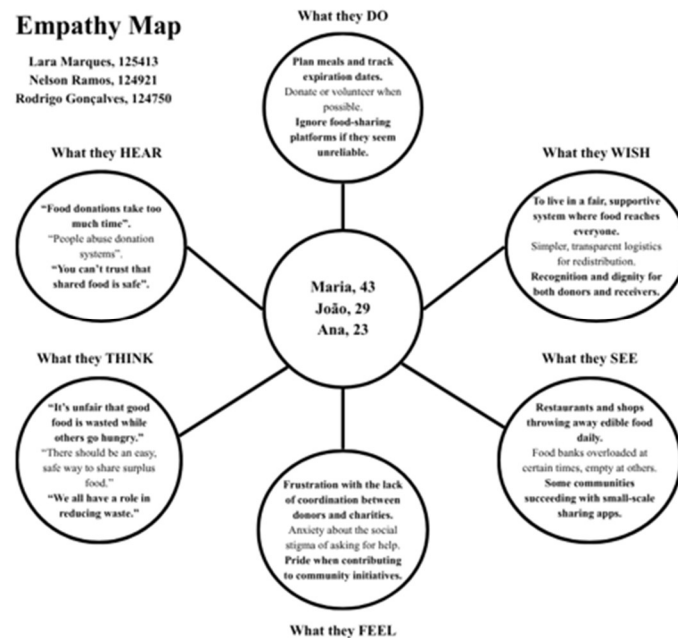 Empathy Map
Lara Marques, 125413
Nelson Ramos, 124921
Rodrigo Gonçalves, 124750
What they DO
Plan meals and track
expiration dates.
Donate or volunteer when
possible.
Ignore food-sharing
platforms if they seem
unreliable.
What they HEAR
“Food donations take too
much time”.
“People abuse donation
systems”.
“You can’t trust that
shared food is safe”.
What they WISH
To live in a fair, supportive
system where food reaches
everyone.
Simpler, transparent logistics
for redistribution.
Recognition and dignity for
both donors and receivers.
Maria, 43
João, 29
Ana, 23
What they THINK
“It’s unfair that good
food is wasted while
others go hungry.”
“There should be an easy,
safe way to share surplus
food.”
“We all have a role in
reducing waste.”
What they SEE
Restaurants and shops
throwing away edible food
daily.
Food banks overloaded at
certain times, empty at others.
Some communities
succeeding with small-scale
sharing apps.
Frustration with the lack
of coordination between
donors and charities.
Anxiety about the social
stigma of asking for help.
Pride when contributing
to community initiatives.
What they FEEL